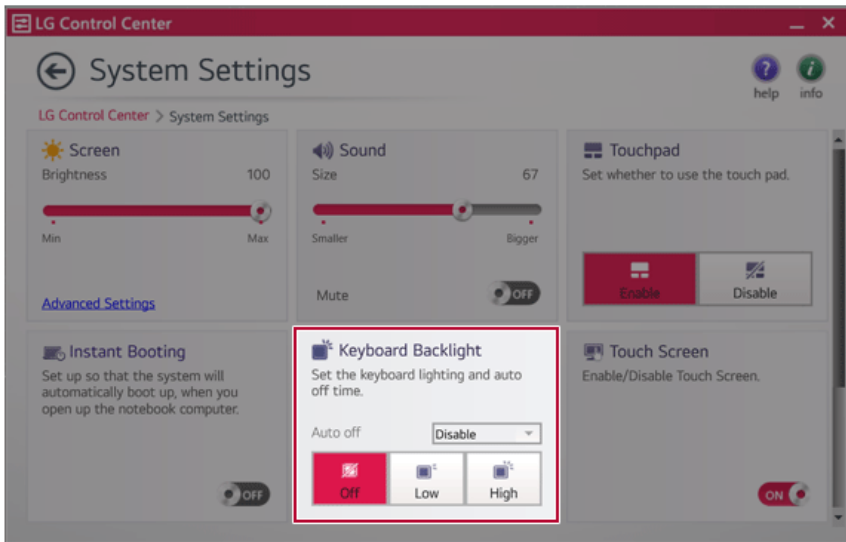 LG Control Center
System Settings
help
info
LG Control Center > System Settings
Screen
Brightness 100
Min Max
Advanced Settings
Sound
Size 67
Smaller Bigger
Mute OFF
Touchpad
Set whether to use the touch pad.
Enable Disable
Instant Booting
Set up so that the system will
automatically boot up, when you
open up the notebook computer.
OFF
Keyboard Backlight
Set the keyboard lighting and auto
off time.
Auto off Disable
Off Low High
Touch Screen
Enable/Disable Touch Screen.
ON